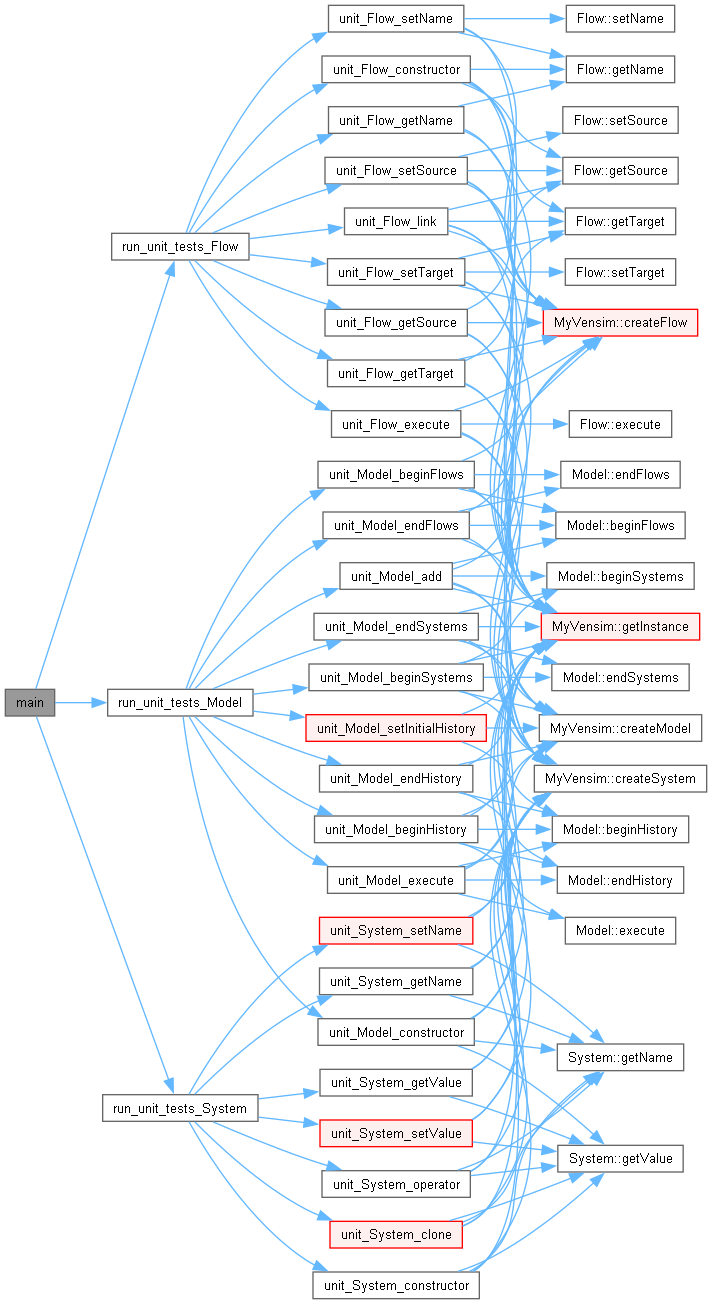 main
run_unit_tests_Flow
run_unit_tests_Model
run_unit_tests_System
unit_Flow_setName
unit_Flow_constructor
unit_Flow_getName
unit_Flow_setSource
unit_Flow_link
unit_Flow_setTarget
unit_Flow_getSource
unit_Flow_getTarget
unit_Flow_execute
unit_Model_beginFlows
unit_Model_endFlows
unit_Model_add
unit_Model_endSystems
unit_Model_beginSystems
unit_Model_setInitialHistory
unit_Model_endHistory
unit_Model_beginHistory
unit_Model_execute
unit_System_setName
unit_System_getName
unit_Model_constructor
unit_System_getValue
unit_System_setValue
unit_System_operator
unit_System_clone
unit_System_constructor
Flow::setName
Flow::getName
Flow::setSource
Flow::getSource
Flow::getTarget
Flow::setTarget
MyVensim::createFlow
Flow::execute
Model::endFlows
Model::beginFlows
Model::beginSystems
MyVensim::getInstance
Model::endSystems
MyVensim::createModel
MyVensim::createSystem
Model::beginHistory
Model::endHistory
Model::execute
System::getName
System::getValue